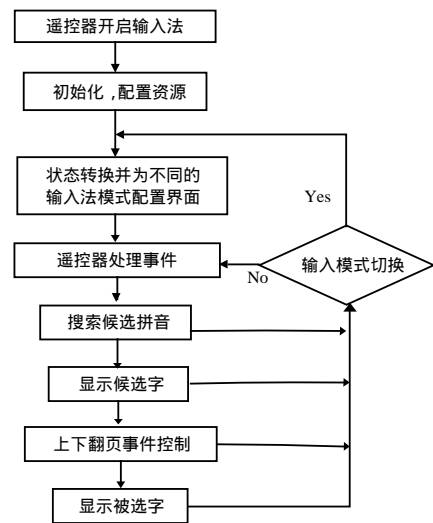 遥控器开启输入法
初始化,配置资源
状态转换并为不同的
输入法模式配置界面
Yes
遥控器处理事件
No
输入模式切换
搜索候选拼音
显示候选字
上下翻页事件控制
显示被选字